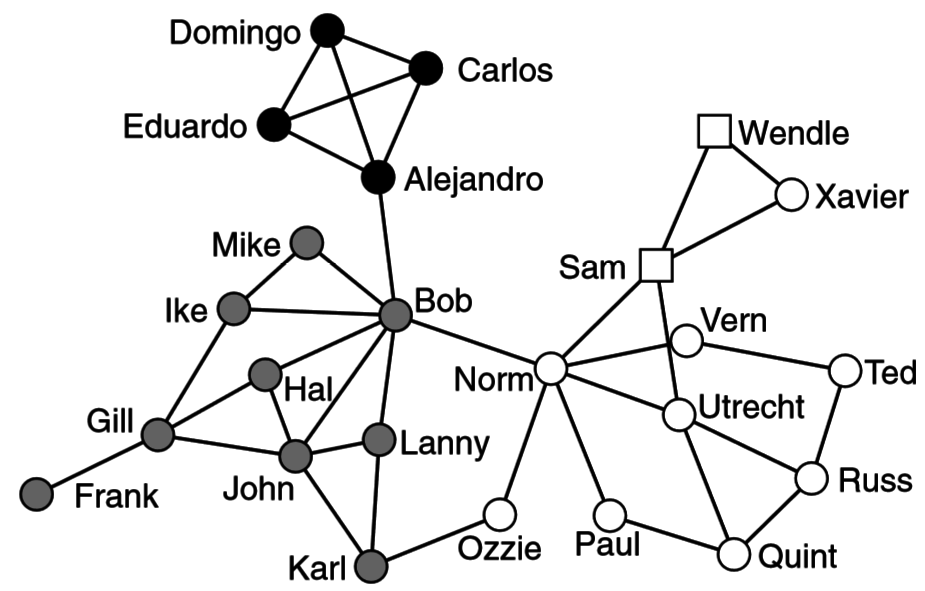 Domingo
Carlos
Eduardo
Wendle
Alejandro
Xavier
Mike
Sam
Bob
Ike
Vern
Norm
Ted
Hal
Utrecht
Gill
Lanny
Russ
John
Frank
Ozzie
Paul
Quint
Karl